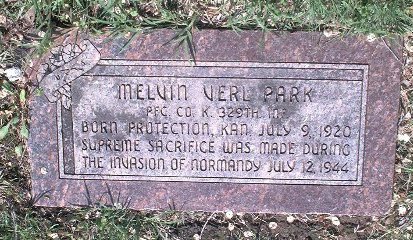 MELVIN VERL PARK
PFC. CO. K. 329TH INF
BORN PROTECTION, KAN. JULY 9, 1920
SUPREME SACRIFICE WAS MADE DURING
THE INVASION OF NORMANDY JULY 12, 1944